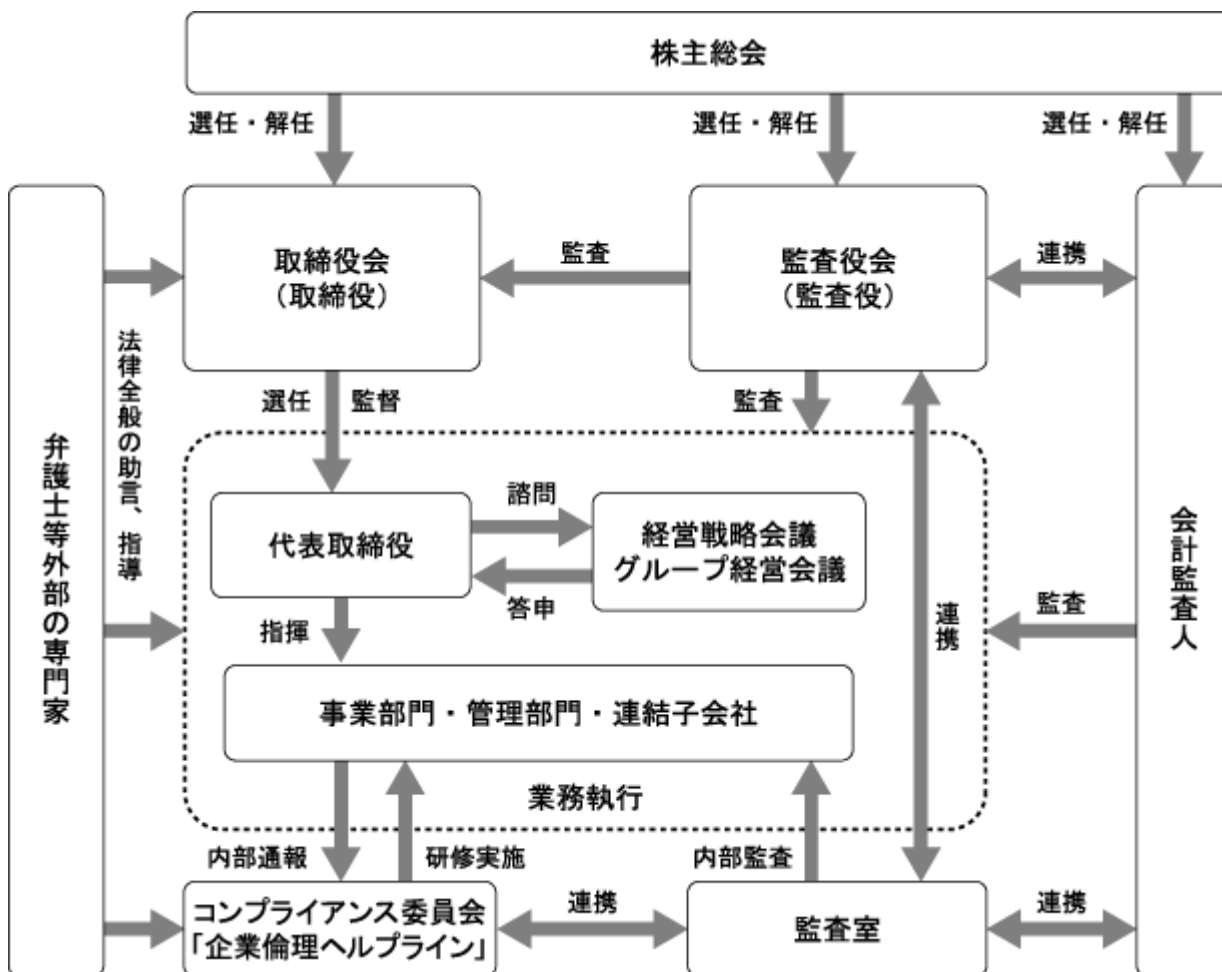 株主総会
選任・解任
選任・解任
選任・解任
取締役会
(取締役)
監査
監査役会
(監査役)
連携
法律全般の助言、指導
弁護士等外部の専門家
選任
監督
監査
代表取締役
諮問
答申
経営戦略会議
グループ経営会議
連携
監査
会計監査人
指揮
事業部門・管理部門・連結子会社
業務執行
内部通報
研修実施
内部監査
コンプライアンス委員会
「企業倫理ヘルプライン」
連携
監査室
連携